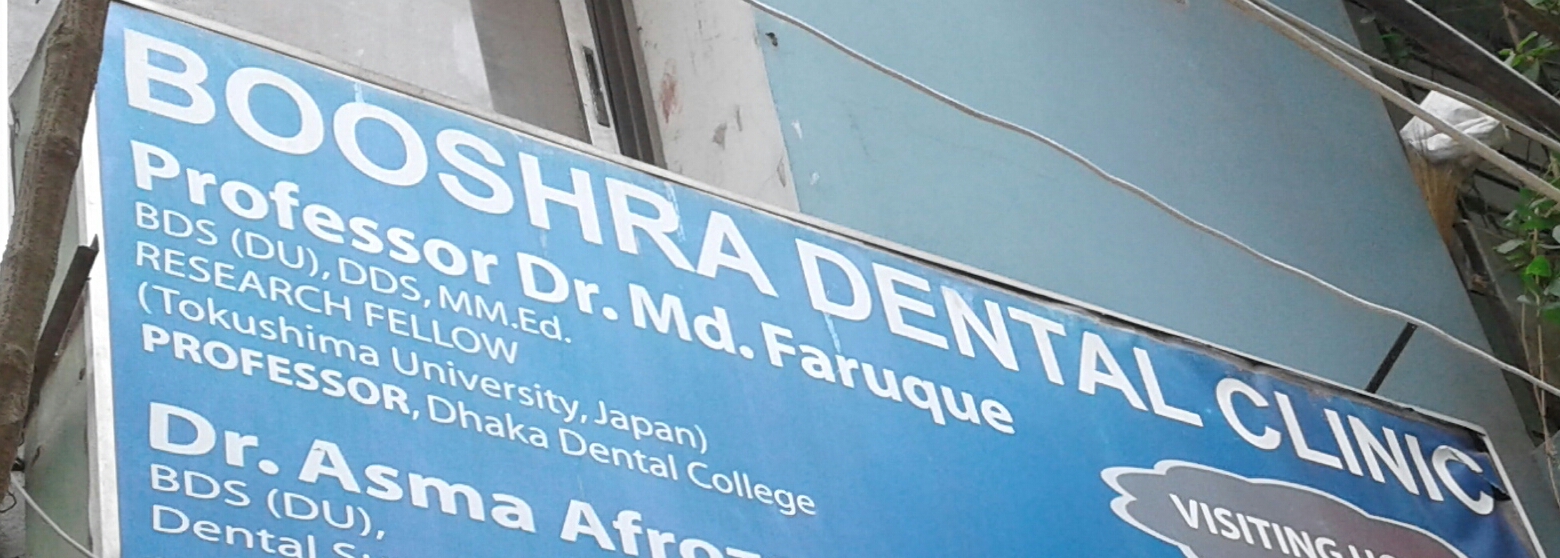 BOOSHRA DENTAL CLINIC
Professor Dr. Md. Faruque
BDS (DU), DDS, MM.Ed.
RESEARCH FELLOW
(Tokushima University, Japan)
PROFESSOR, Dhaka Dental College
Dr. Asma
BDS (DU),
Dental
VISITING